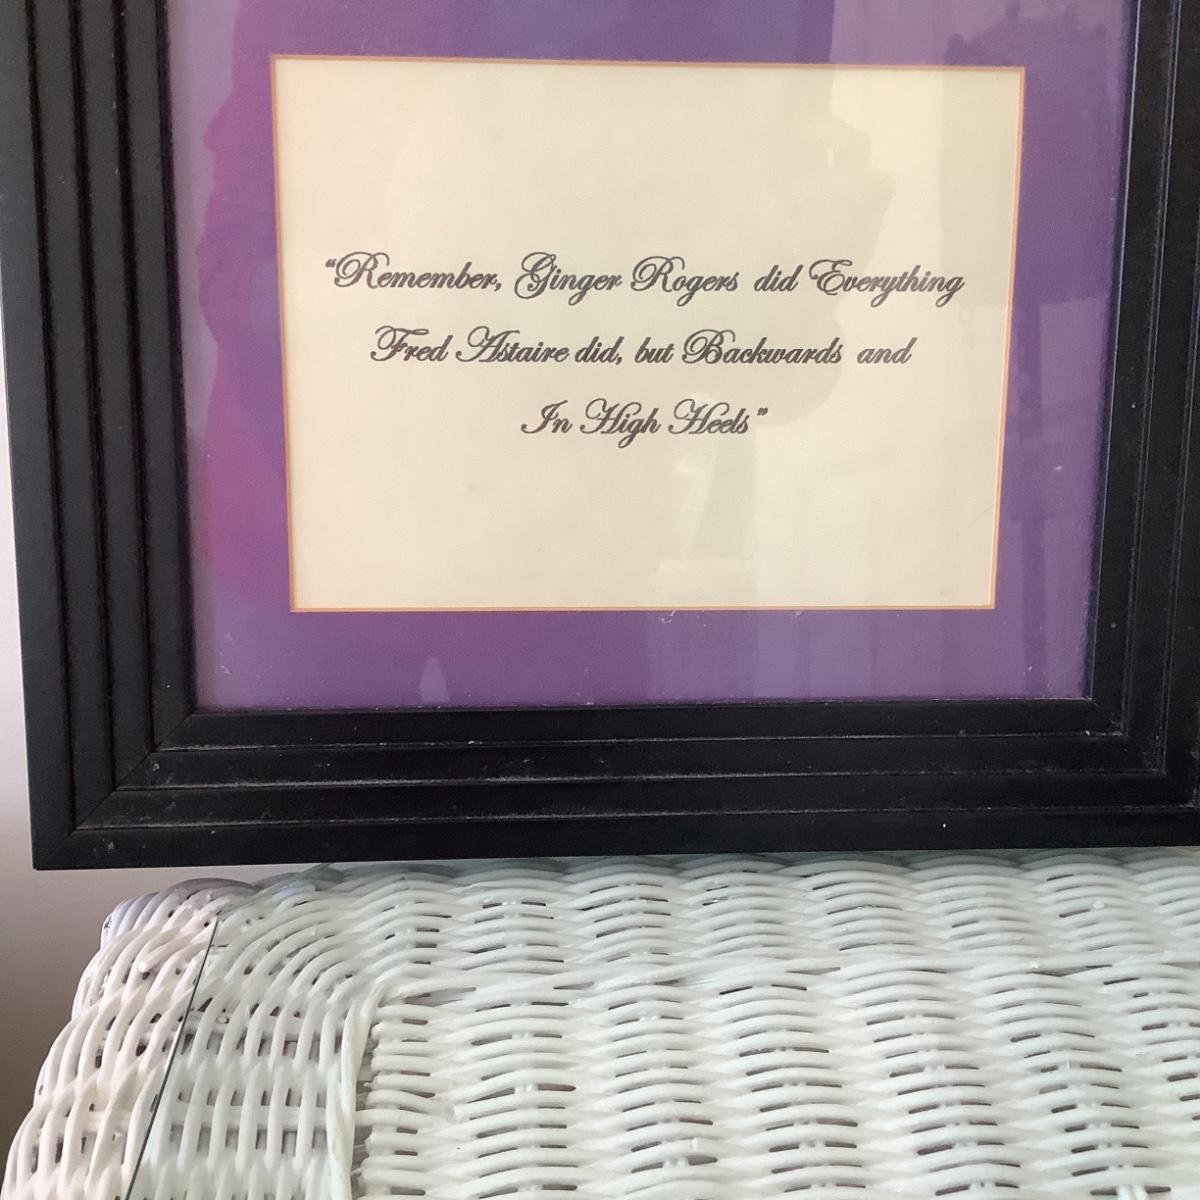 “Remember, Ginger Rogers did Everything
Fred Astaire did, but Backwards and
In High Heels”